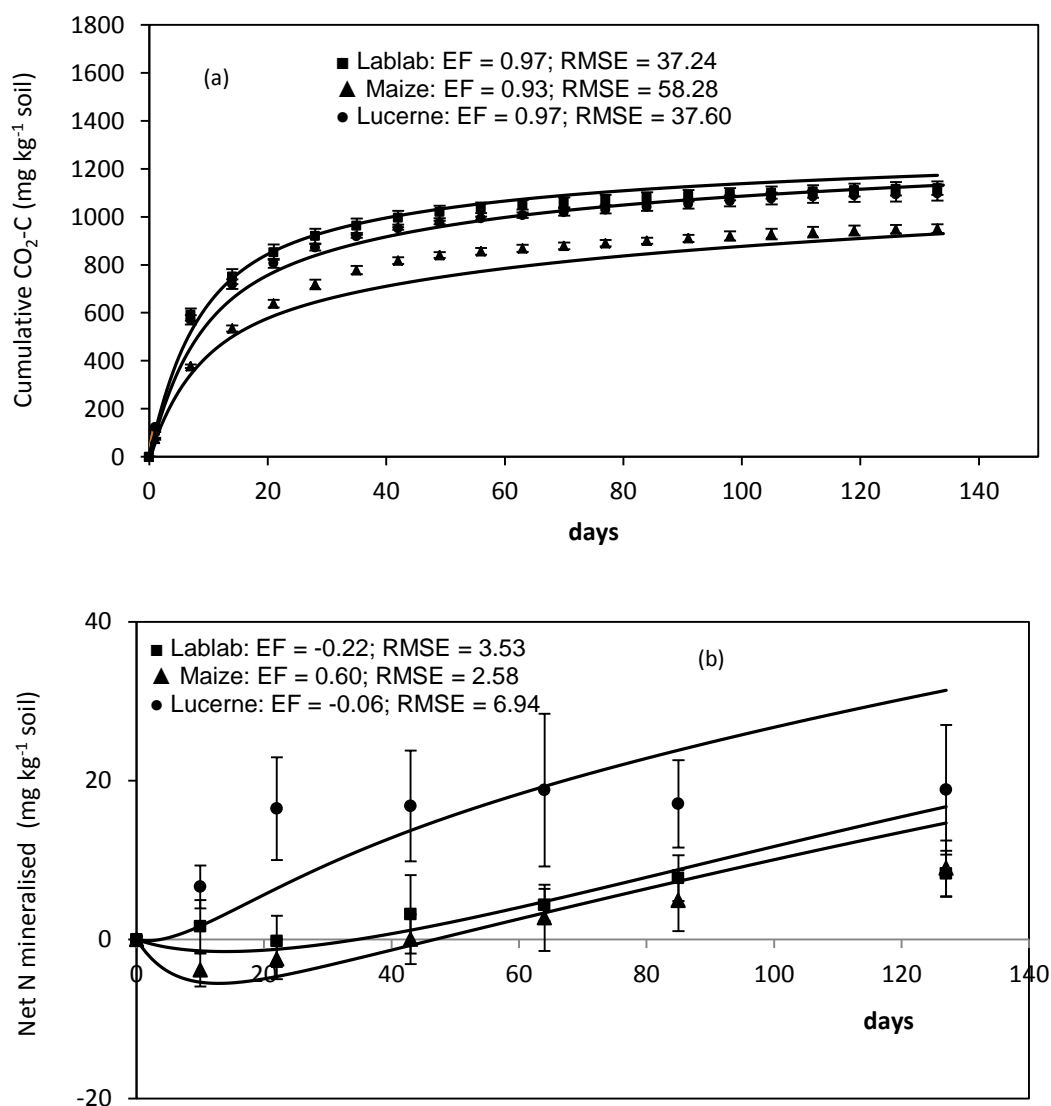 1800
1600
1400
1200
1000
800
600
400
200
0
Cumulative CO₂-C (mg kg⁻¹ soil)
(a)
■ Lablab: EF = 0.97; RMSE = 37.24
▲ Maize: EF = 0.93; RMSE = 58.28
● Lucerne: EF = 0.97; RMSE = 37.60
0 20 40 60 80 100 120 140
days
40
20
0
-20
Net N mineralised (mg kg⁻¹ soil)
■ Lablab: EF = -0.22; RMSE = 3.53
▲ Maize: EF = 0.60; RMSE = 2.58
● Lucerne: EF = -0.06; RMSE = 6.94
(b)
0 20 40 60 80 100 120 140
days